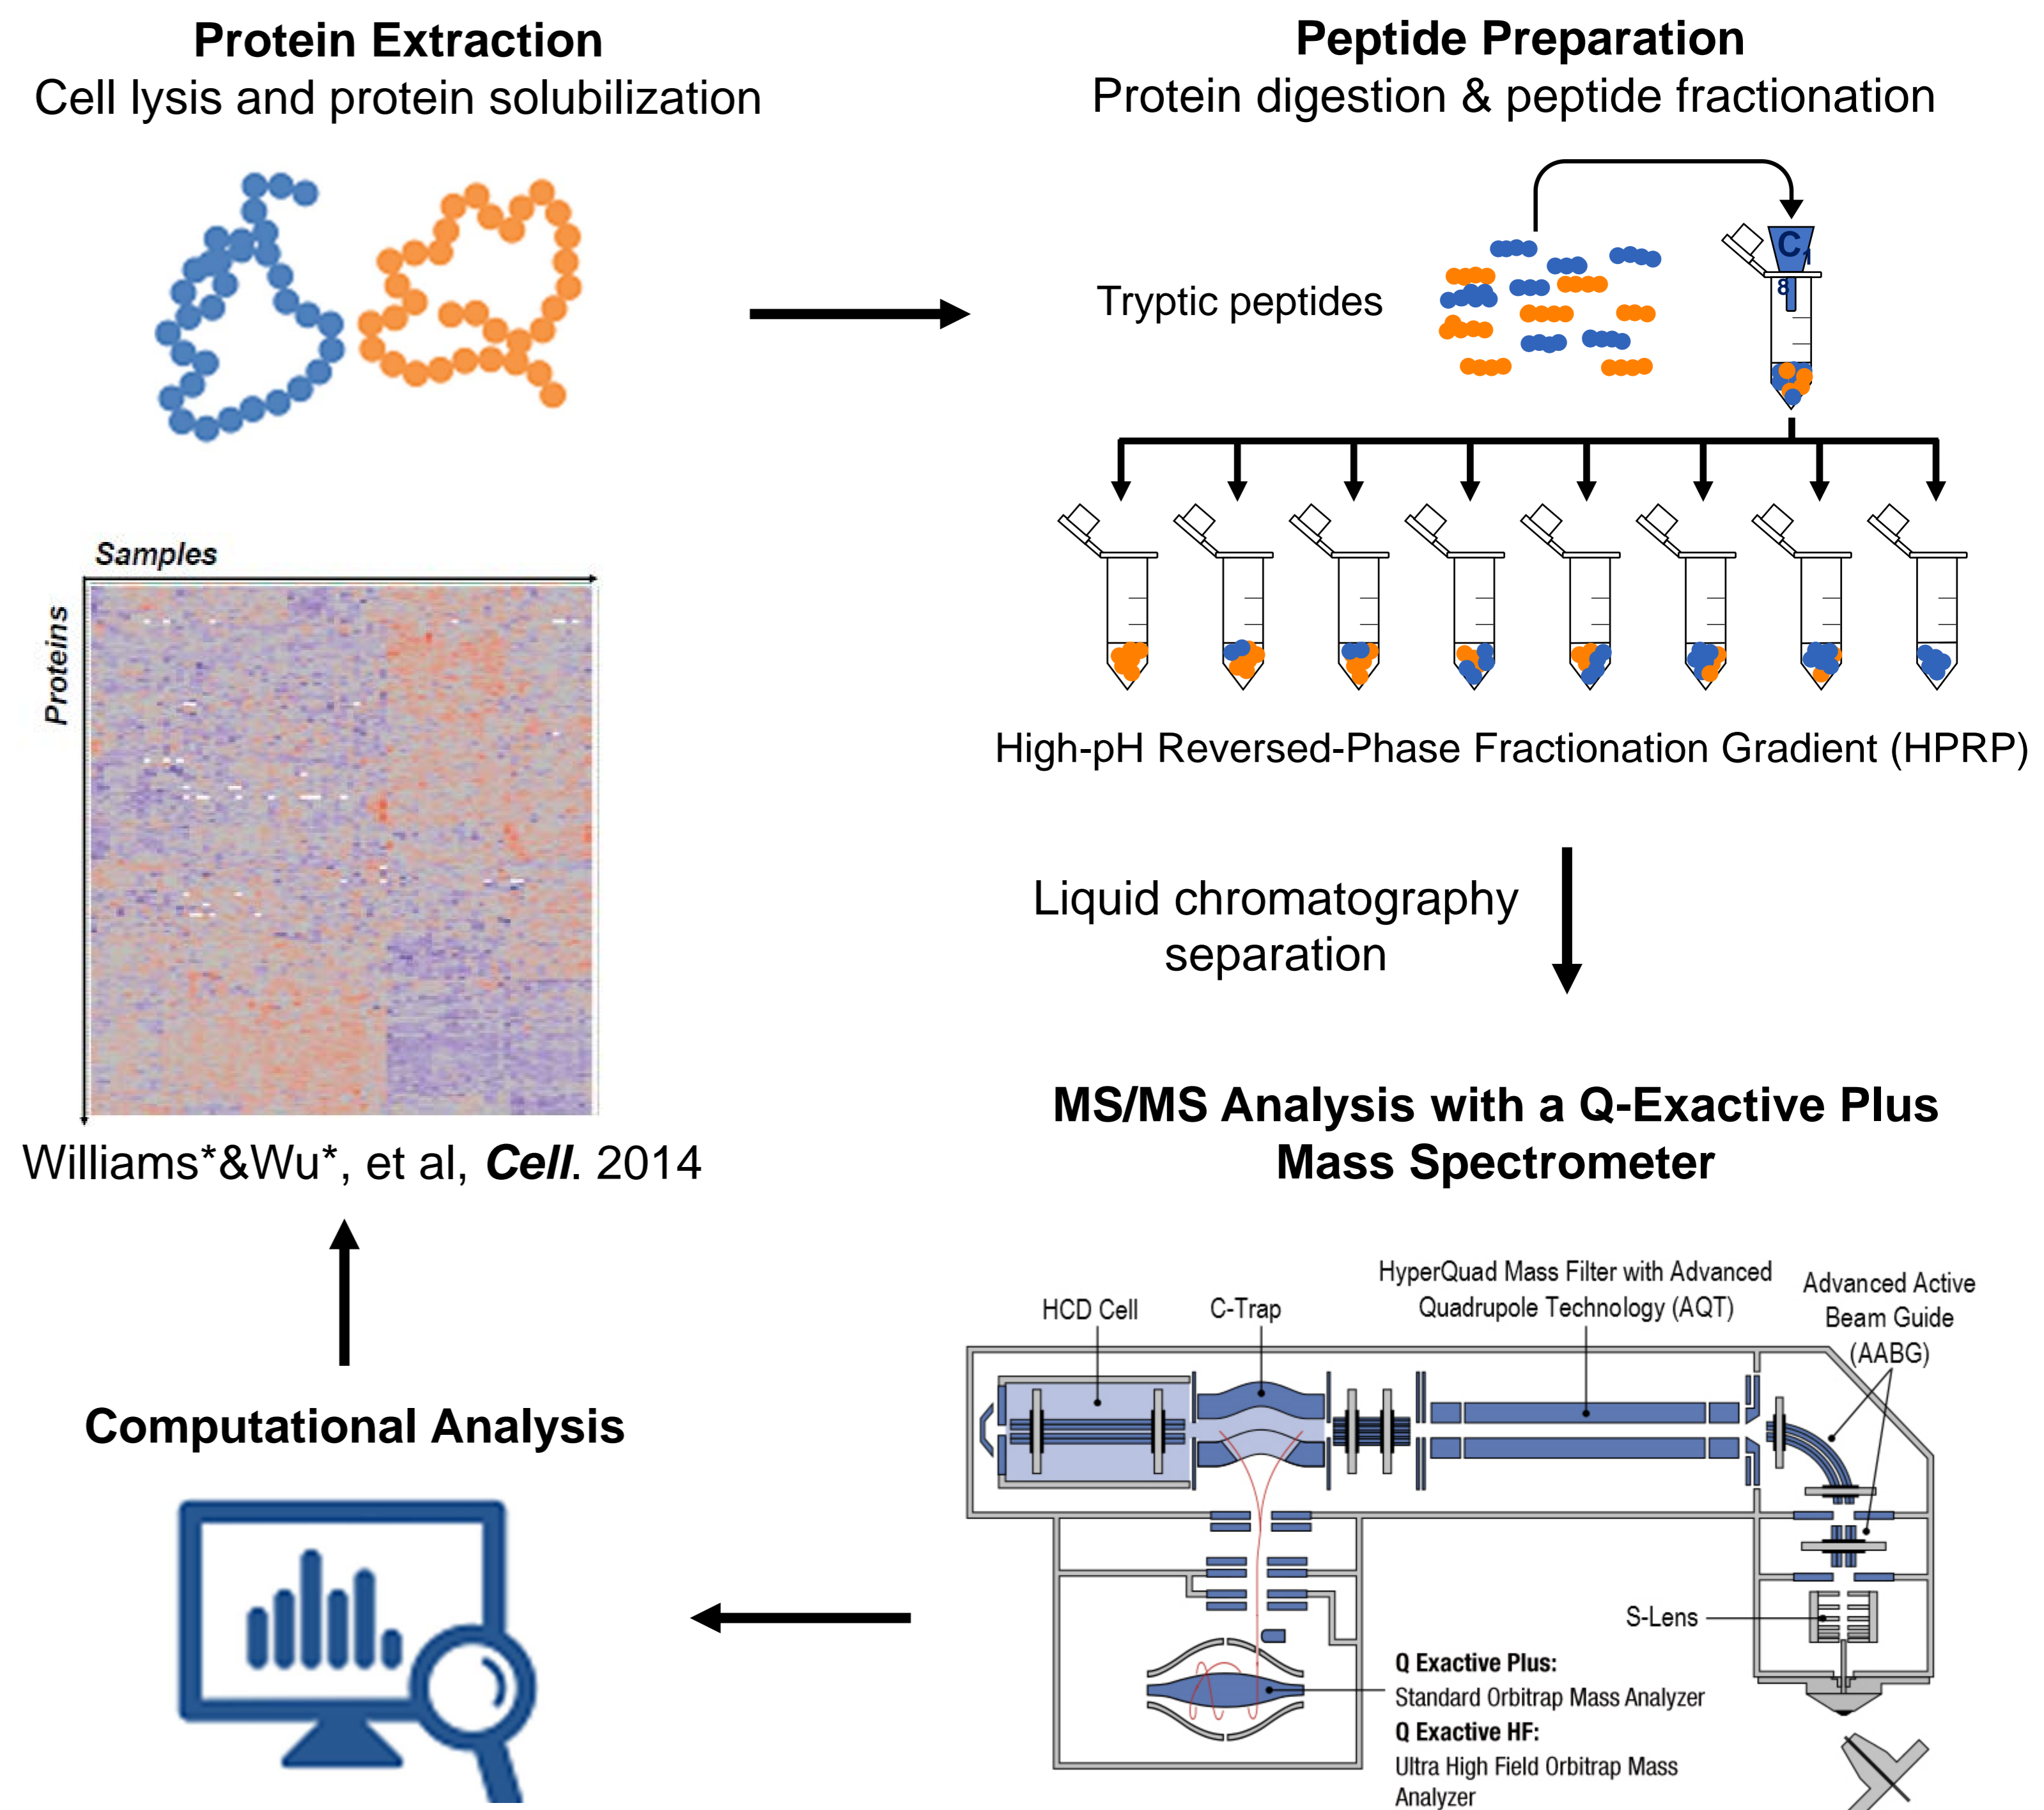 Protein Extraction
Cell lysis and protein solubilization
Peptide Preparation
Protein digestion & peptide fractionation
Tryptic peptides
C1
8
High-pH Reversed-Phase Fractionation Gradient (HPRP)
Liquid chromatography
separation
MS/MS Analysis with a Q-Exactive Plus
Mass Spectrometer
HCD Cell
C-Trap
HyperQuad Mass Filter with Advanced
Quadrupole Technology (AQT)
Advanced Active
Beam Guide
(AABG)
S-Lens
Q Exactive Plus:
Standard Orbitrap Mass Analyzer
Q Exactive HF:
Ultra High Field Orbitrap Mass
Analyzer
Computational Analysis
Samples
Proteins
Williams*&Wu*, et al, Cell. 2014